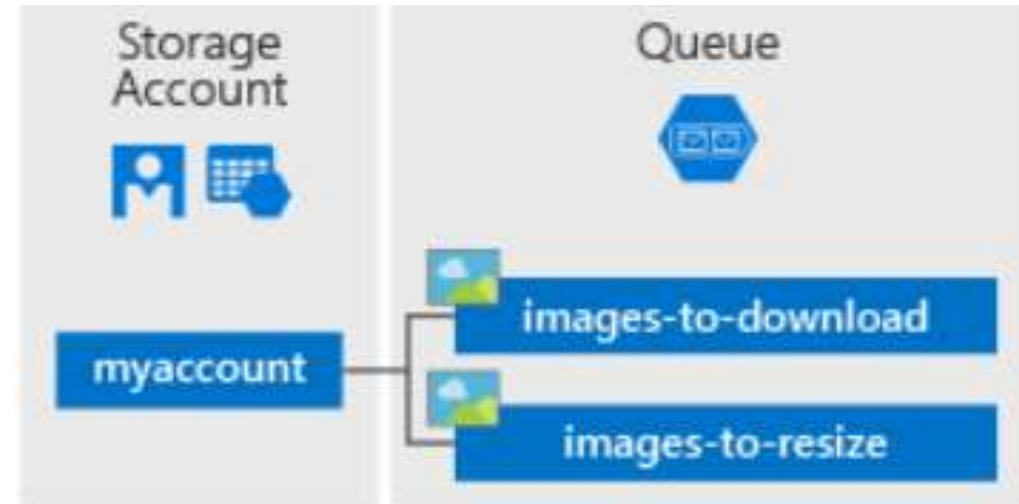 Storage
Account
Queue
images-to-download
myaccount
images-to-resize